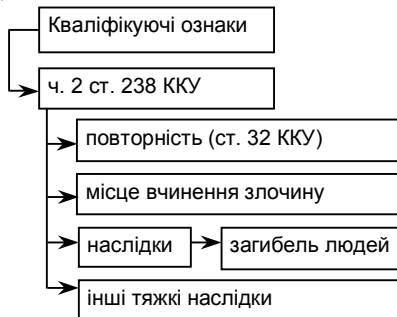 Кваліфікуючі ознаки
ч. 2 ст. 238 ККУ
повторність (ст. 32 ККУ)
місце вчинення злочину
наслідки загибель людей
інші тяжкі наслідки